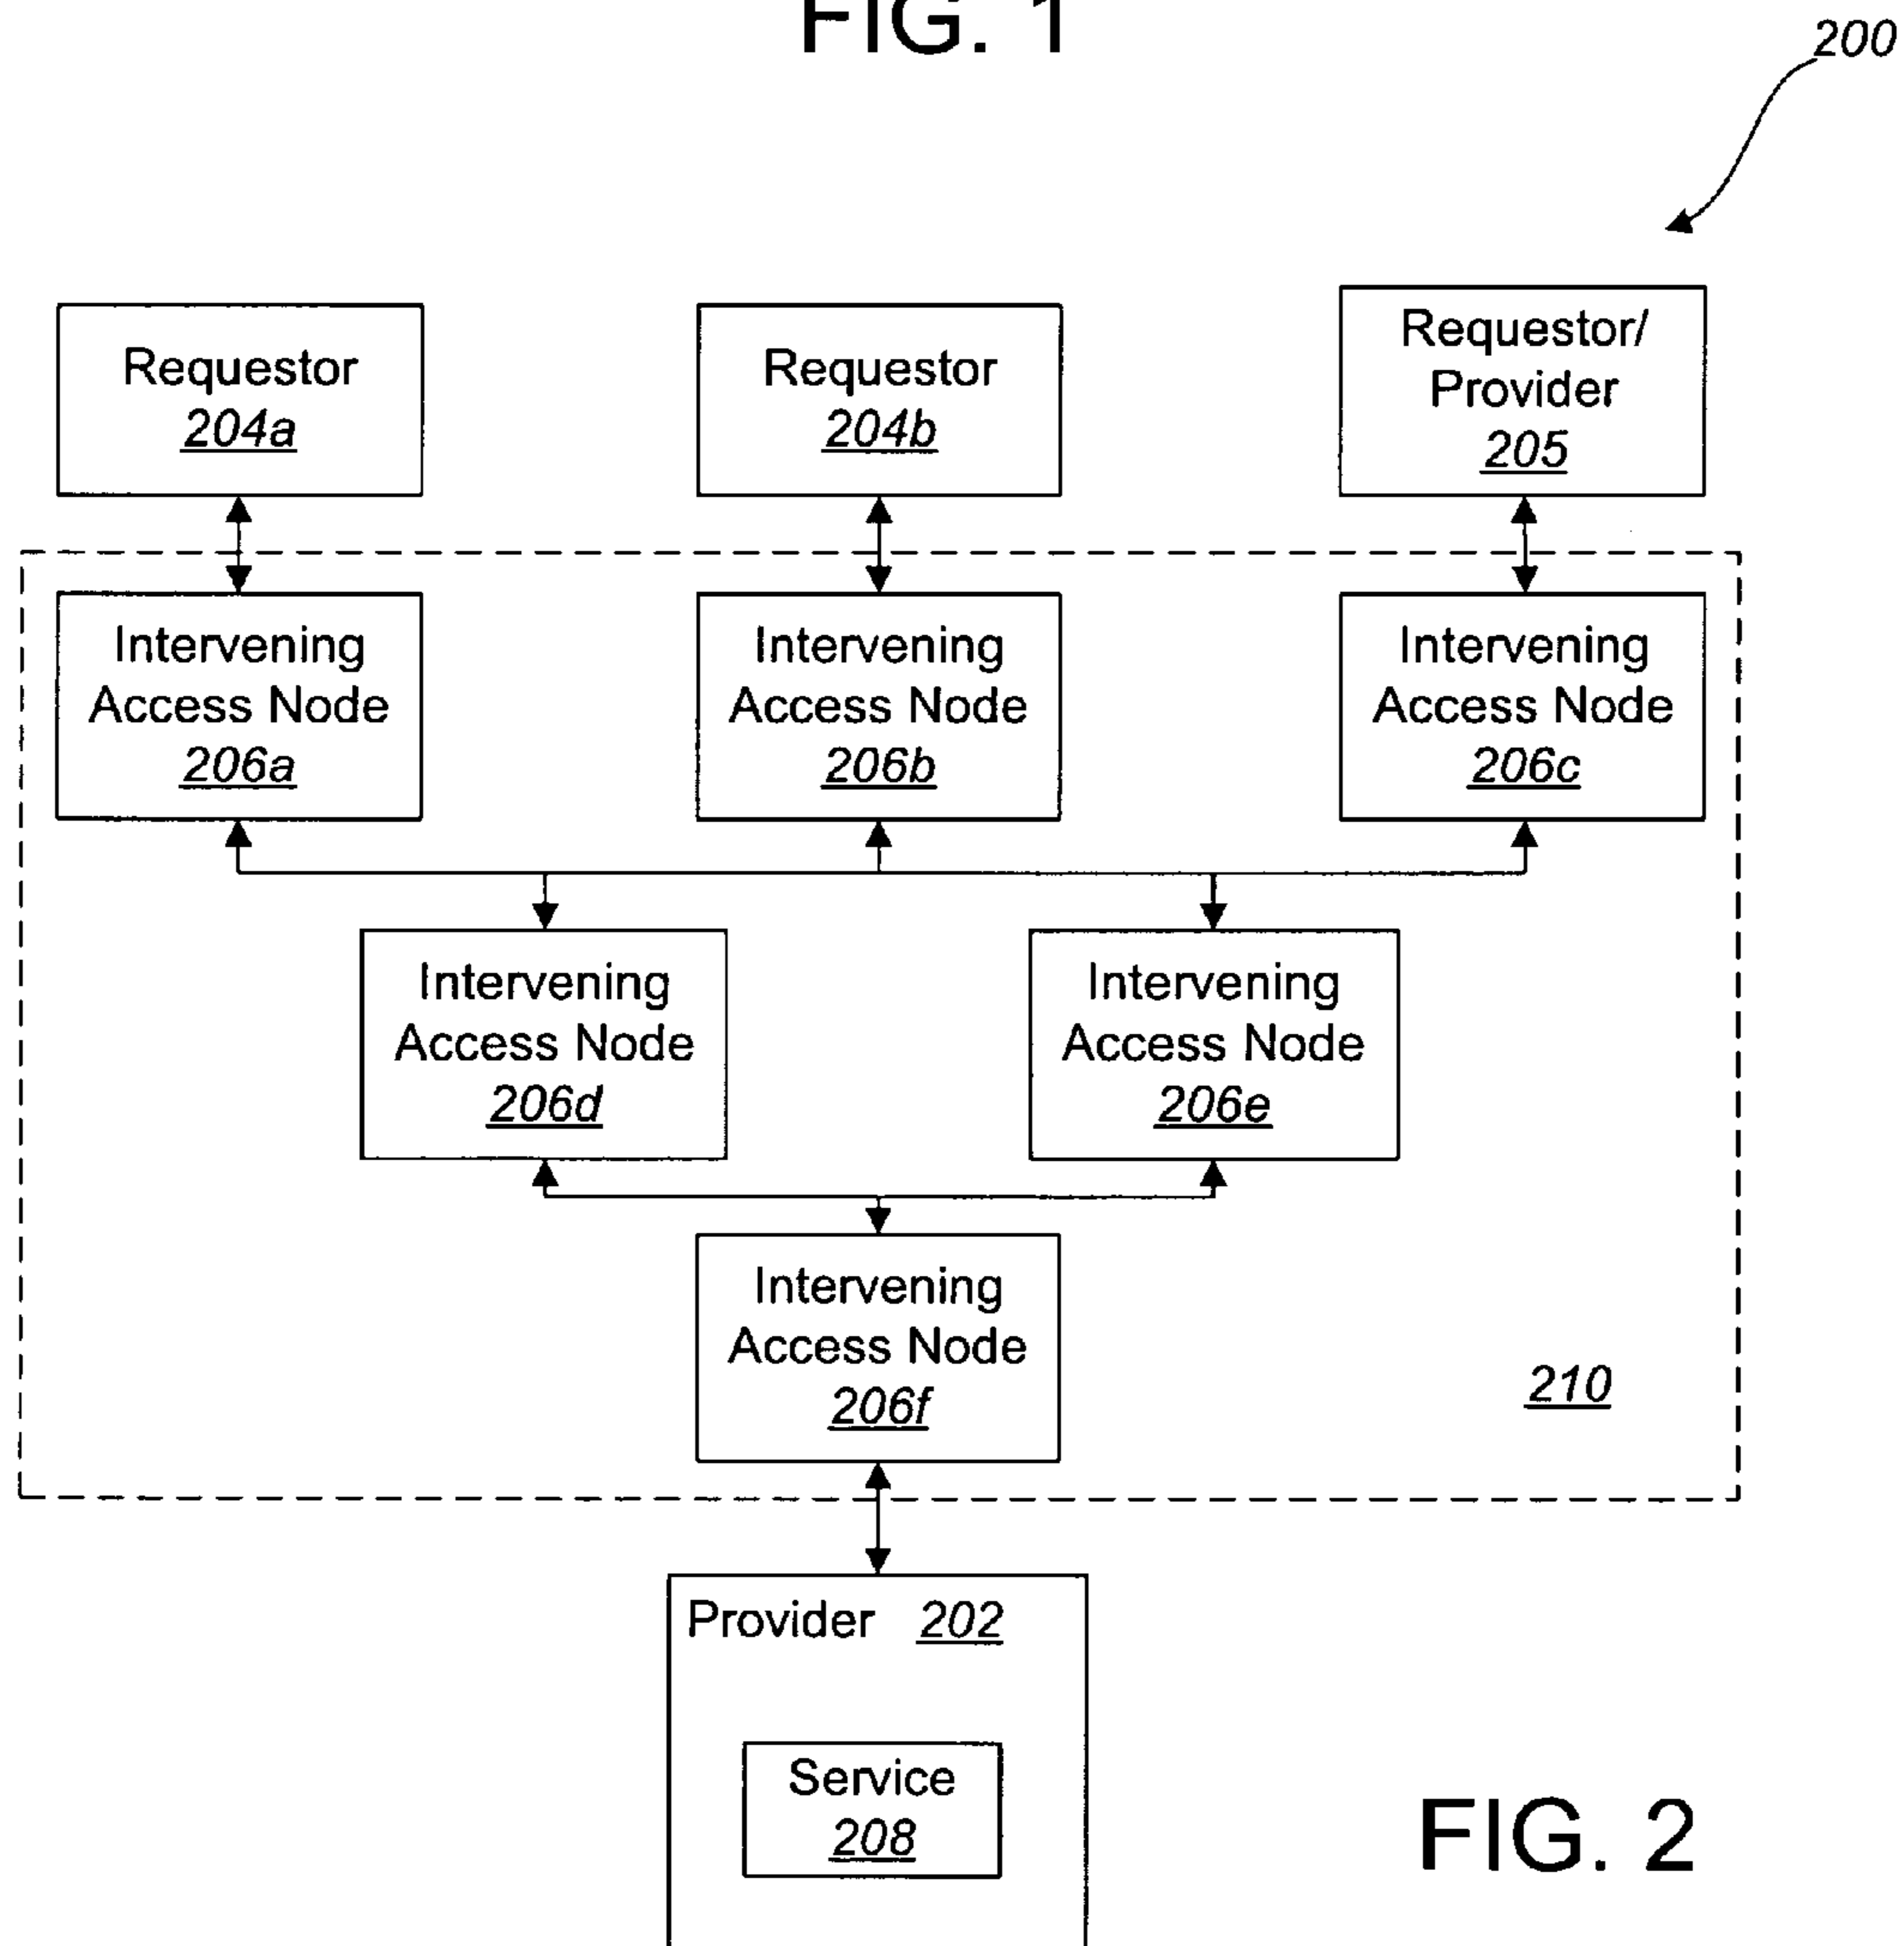 FIG. 1
200
Requestor
204a
Requestor
204b
Requestor/
Provider
205
Intervening
Access Node
206a
Intervening
Access Node
206b
Intervening
Access Node
206c
Intervening
Access Node
206d
Intervening
Access Node
206e
Intervening
Access Node
206f
210
Provider 202
Service
208
FIG. 2